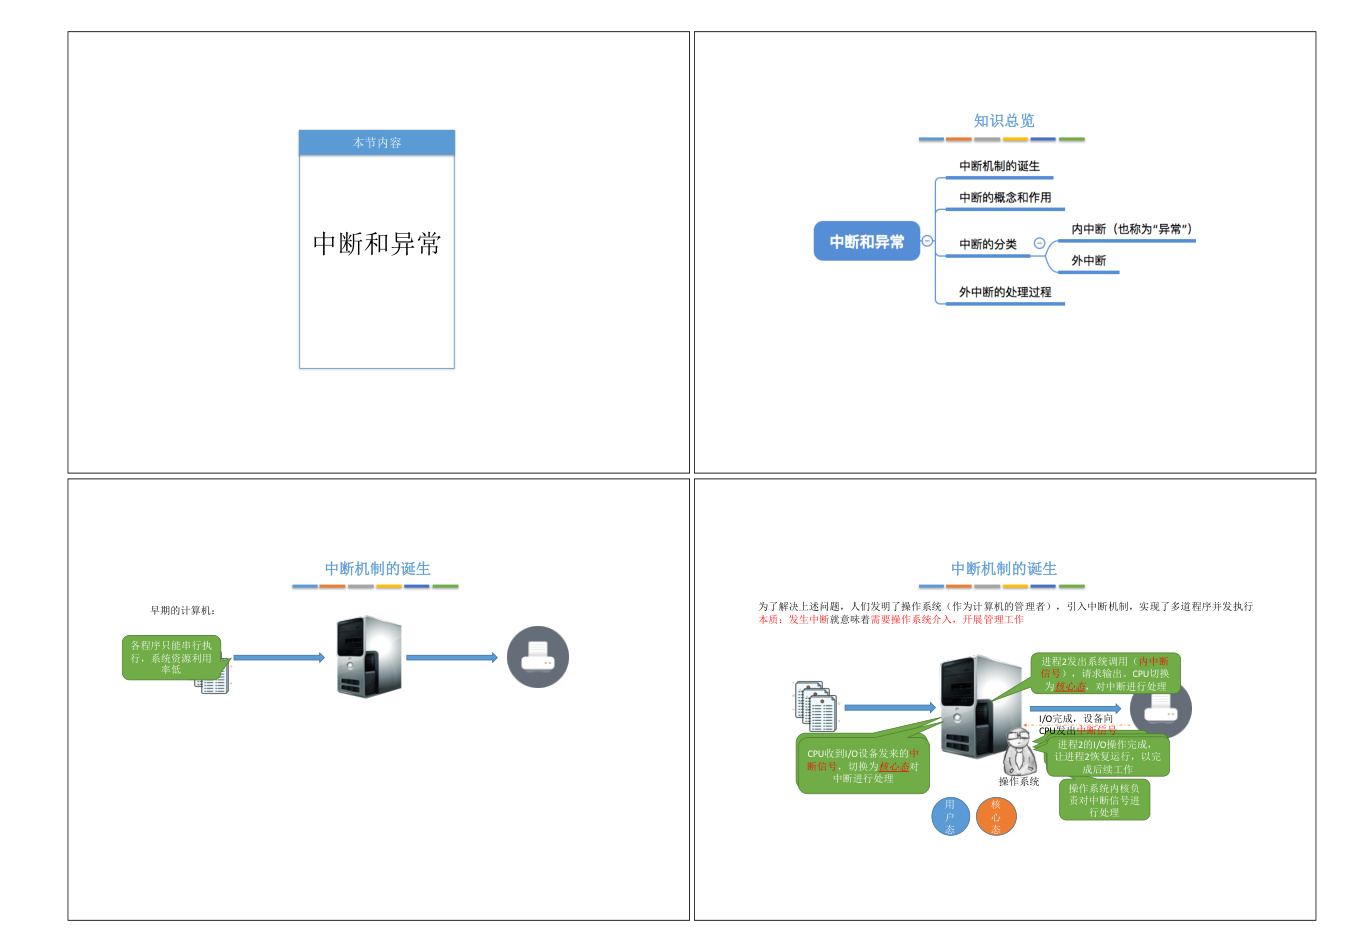 本节内容
中断和异常
知识总览
中断机制的诞生
中断的概念和作用
中断和异常
中断的分类
内中断（也称为“异常”）
外中断
外中断的处理过程
中断机制的诞生
早期的计算机：
各程序只能串行执
行，系统资源利用
率低
中断机制的诞生
为了解决上述问题，人们发明了操作系统（作为计算机的管理者），引入中断机制，实现了多道程序并发执行
本质：发生中断就意味着需要操作系统介入，开展管理工作
进程2发出系统调用（内中断
信号），请求输出。CPU切换
为核心态，对中断进行处理
I/O完成，设备向
CPU发出中断信号
CPU收到I/O设备发来的中
断信号，切换为核心态对
中断进行处理
进程2的I/O操作完成，
让进程2恢复运行，以完
成后续工作
操作系统
操作系统内核负
责对中断信号进
行处理
用
户
态
核
心
态